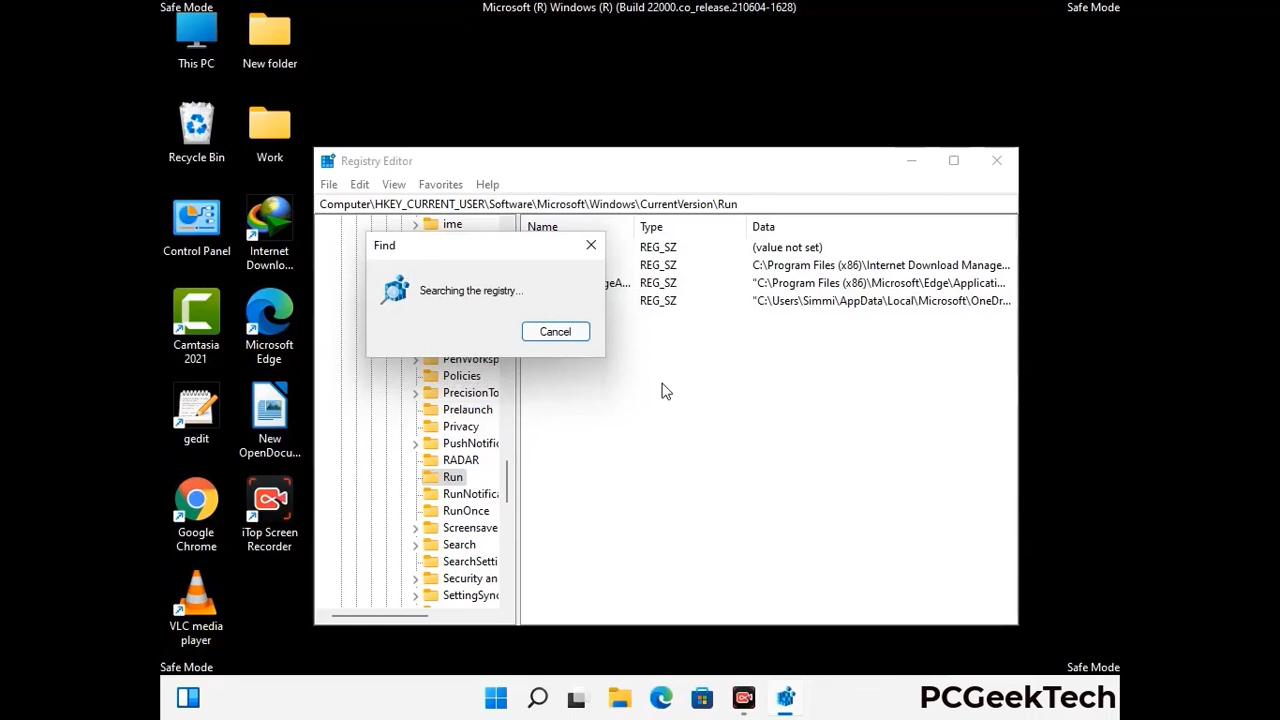 Safe Mode
Microsoft (R) Windows (R) (Build 22000.co_release.210604-1628)
Safe Mode
This PC
New folder
Recycle Bin
Work
Control Panel
Internet
Downlo...
Camtasia
2021
Microsoft
Edge
gedit
New
OpenDocu...
Google
Chrome
iTop Screen
Recorder
VLC media
player
Registry Editor
File Edit View Favorites Help
Computer\HKEY_CURRENT_USER\Software\Microsoft\Windows\CurrentVersion\Run
ime
PenWorksp
Policies
PrecisionTo
Prelaunch
Privacy
PushNotific
RADAR
Run
RunNotifica
RunOnce
Screensave
Search
SearchSetti
Security an
SettingSync
Name Type Data
REG_SZ (value not set)
REG_SZ C:\Program Files (x86)\Internet Download Manage...
geA... REG_SZ "C:\Program Files (x86)\Microsoft\Edge\Applicati...
REG_SZ "C:\Users\Simmi\AppData\Local\Microsoft\OneDr...
Find
Searching the registry...
Cancel
Safe Mode
Safe Mode
PCGeekTech